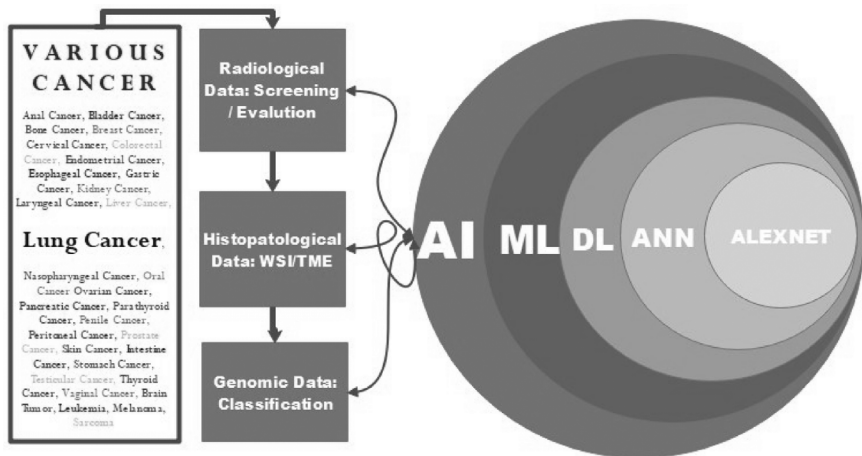 VARIOUS
CANCER
Anal Cancer, Bladder Cancer,
Bone Cancer, Breast Cancer,
Cervical Cancer, Colorectal
Cancer, Endometrial Cancer,
Esophageal Cancer, Gastric
Cancer, Kidney Cancer,
Laryngeal Cancer, Liver Cancer,
Lung Cancer,
Nasopharyngeal Cancer, Oral
Cancer Ovarian Cancer,
Pancreatic Cancer, Parathyroid
Cancer, Penile Cancer,
Peritoneal Cancer, Prostate
Cancer, Skin Cancer, Intestine
Cancer, Stomach Cancer,
Testicular Cancer, Thyroid
Cancer, Vaginal Cancer, Brain
Tumor, Leukemia, Melanoma,
Sarcoma
Radiological
Data: Screening
/ Evalution
Histopatological
Data: WSI/TME
Genomic Data:
Classification
AI
ML
DL
ANN
ALEXNET